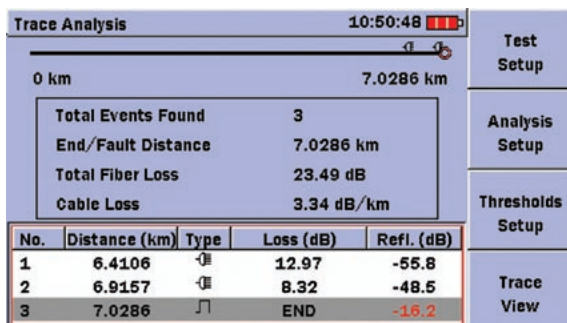 Trace Analysis 10:50:48
Test
Setup
0 km 7.0286 km
Total Events Found 3
End/Fault Distance 7.0286 km
Total Fiber Loss 23.49 dB
Cable Loss 3.34 dB/km
Analysis
Setup
Thresholds
Setup
No. Distance (km) Type Loss (dB) Refl. (dB)
1 6.4106 12.97 -55.8
2 6.9157 8.32 -48.5
3 7.0286 END -16.2
Trace
View